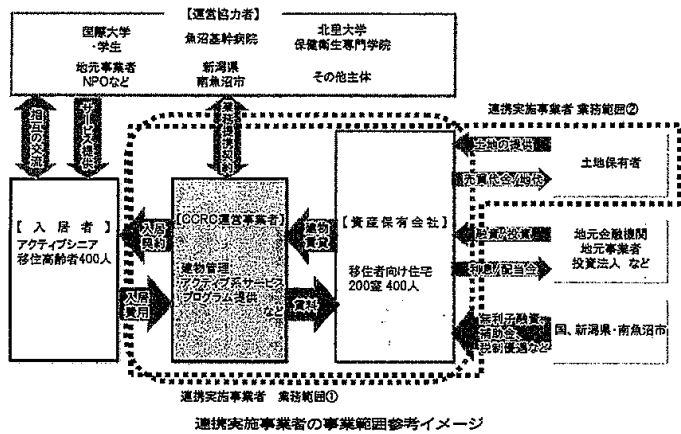 【運営協力者】
国際大学
・学生
魚沼基幹病院
北里大学
保健衛生専門学院
地元事業者
NPOなど
新潟県
南魚沼市
その他主体
相互の交流
サービス提供
業務提携契約
連携実施事業者 業務範囲②
土地の提供
売買代金/地代
土地保有者
【入居者】
アクティブシニア
移住高齢者400人
入居
契約
入居
費用
【CCRC運営事業者】
建物管理
アクティブ系サービス
プログラム提供
など
建物
賃貸
賃料
【資産保有会社】
移住者向け住宅
200室 400人
融資/投資
利息/配当金
地元金融機関
地元事業者
投資法人 など
無利子融資
補助金
税制優遇など
国、新潟県・南魚沼市
連携実施事業者 業務範囲①
連携実施事業者の事業範囲参考イメージ